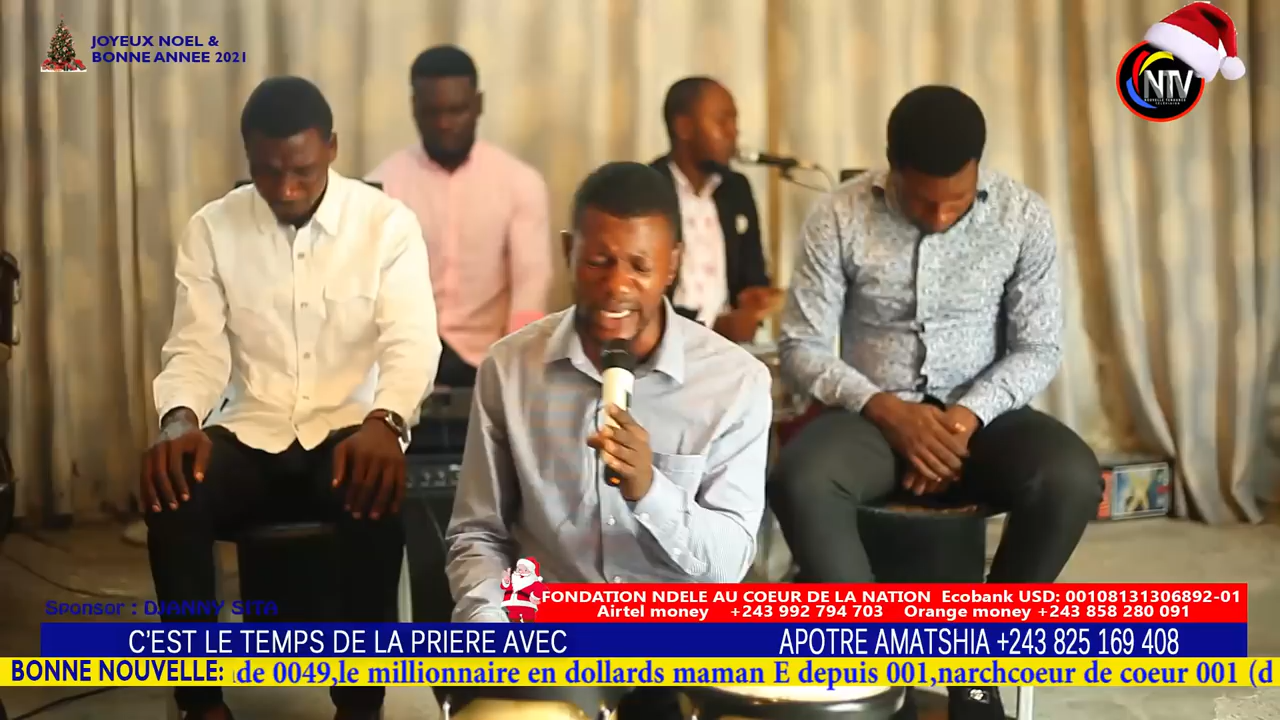 JOYEUX NOEL &
BONNE ANNEE 2021
NTV
NOUVELLE TENDANCE
TELEVISION
Sponsor : DJANNY SITA
FONDATION NDELE AU COEUR DE LA NATION Ecobank USD: 00108131306892-01
Airtel money +243 992 794 703 Orange money +243 858 280 091
C'EST LE TEMPS DE LA PRIERE AVEC APOTRE AMATSHIA +243 825 169 408
BONNE NOUVELLE: de 0049,le millionnaire en dollards maman E depuis 001,narchcoeur de coeur 001 (d